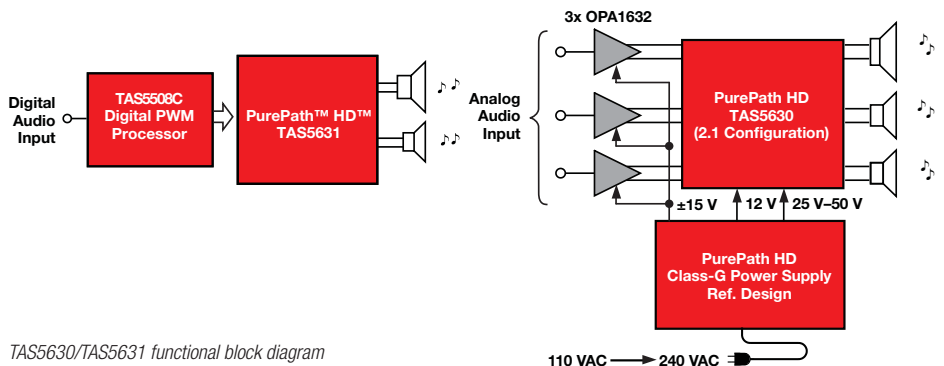 Digital
Audio
Input
TAS5508C
Digital PWM
Processor
PurePath™ HD™
TAS5631
3x OPA1632
Analog
Audio
Input
PurePath HD
TAS5630
(2.1 Configuration)
±15 V
12 V
25 V–50 V
PurePath HD
Class-G Power Supply
Ref. Design
110 VAC
240 VAC
TAS5630/TAS5631 functional block diagram